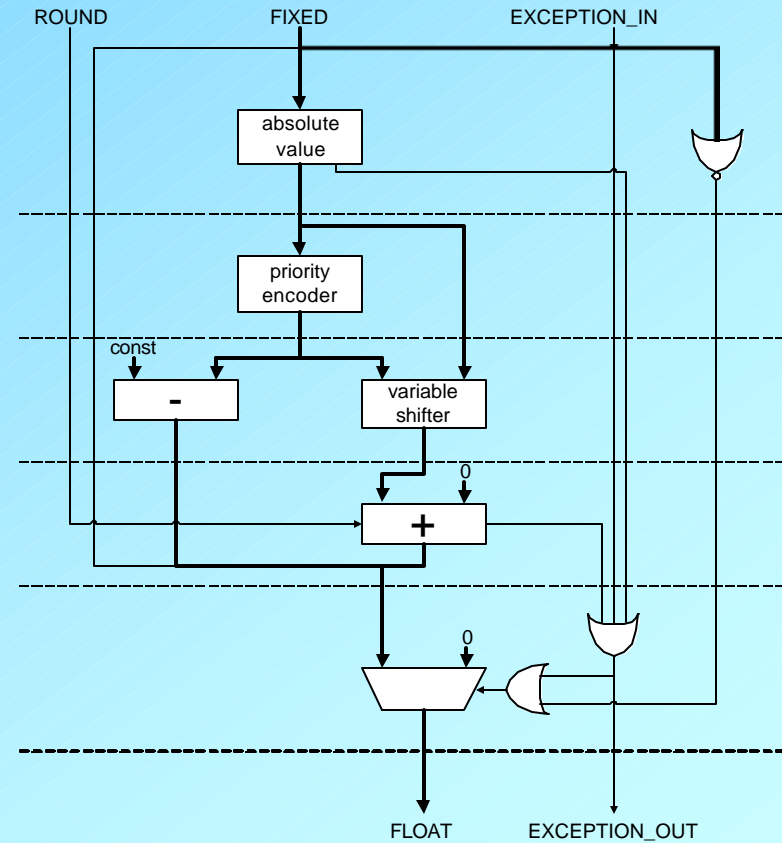 ROUND
FIXED
EXCEPTION_IN
absolute
value
priority
encoder
const
-
variable
shifter
0
+
0
FLOAT
EXCEPTION_OUT